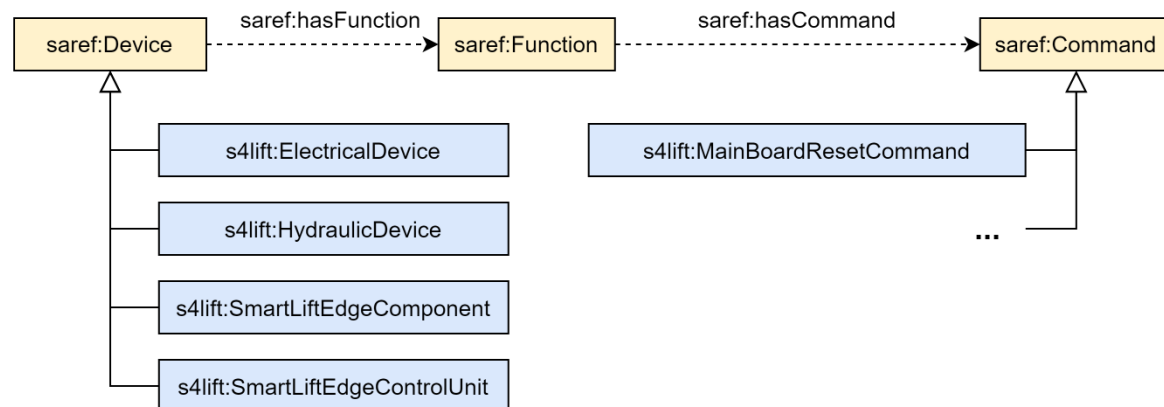 saref:hasFunction
saref:hasCommand
saref:Device
saref:Function
saref:Command
s4lift:ElectricalDevice
s4lift:MainBoardResetCommand
s4lift:HydraulicDevice
...
s4lift:SmartLiftEdgeComponent
s4lift:SmartLiftEdgeControlUnit